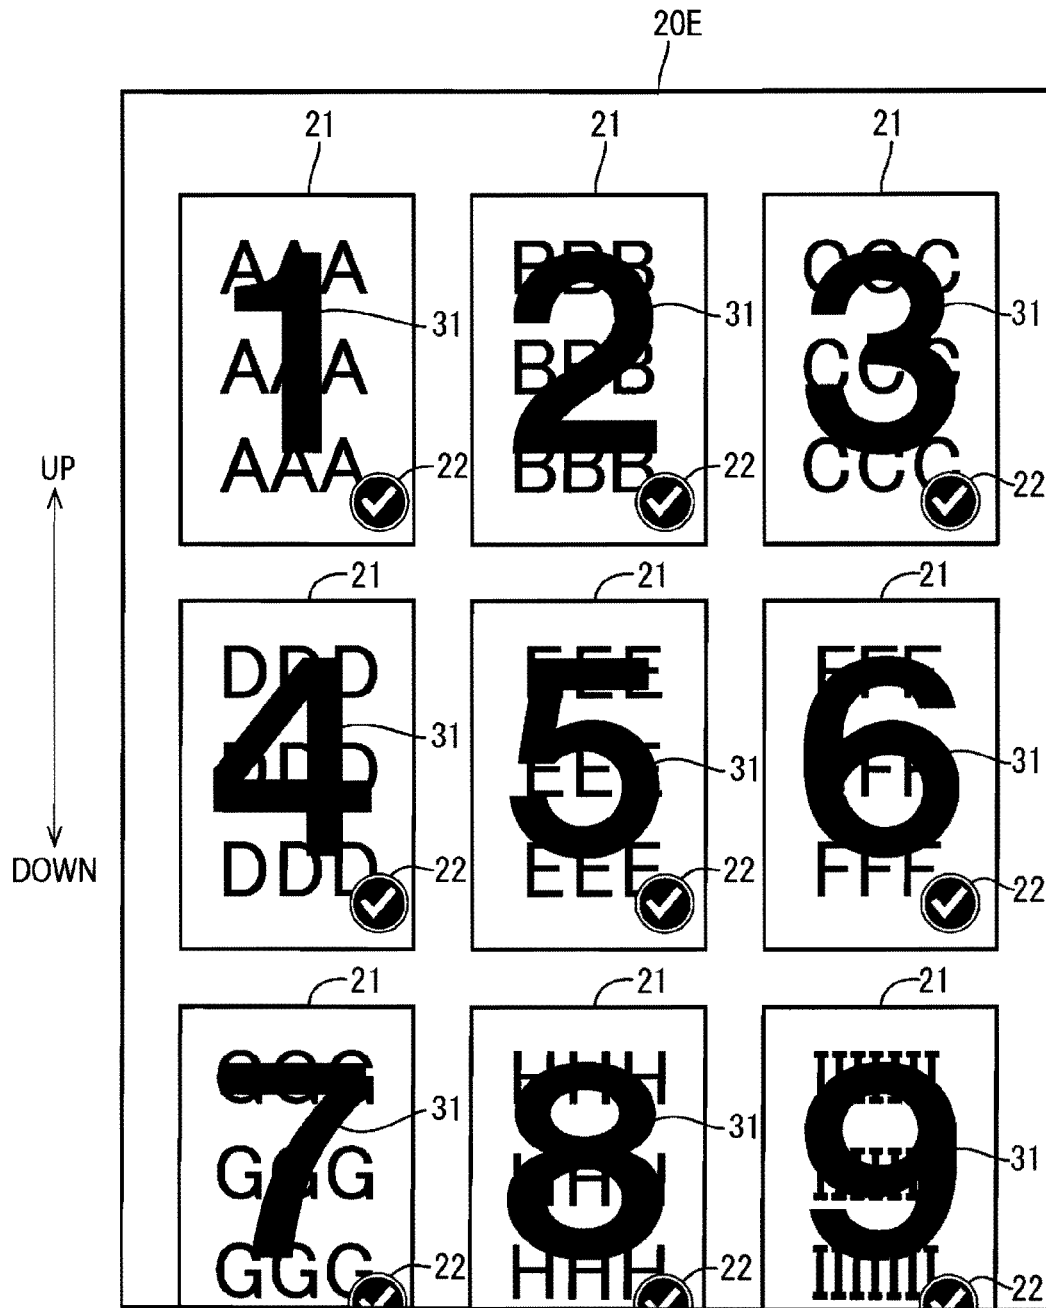 20E
21 21 21
AAA BBB CCC
1 31 2 31 3 31
AAA BBB CCC
AAA BBB CCC
22 22 22
UP
DOWN
21 21 21
DDD EEE FFF
4 31 5 31 6 31
DDD EEE FFF
DDD EEE FFF
22 22 22
21 21 21
GGG HHH
7 31 8 31 9 31
GGG HHH
GGG HHH
22 22 22